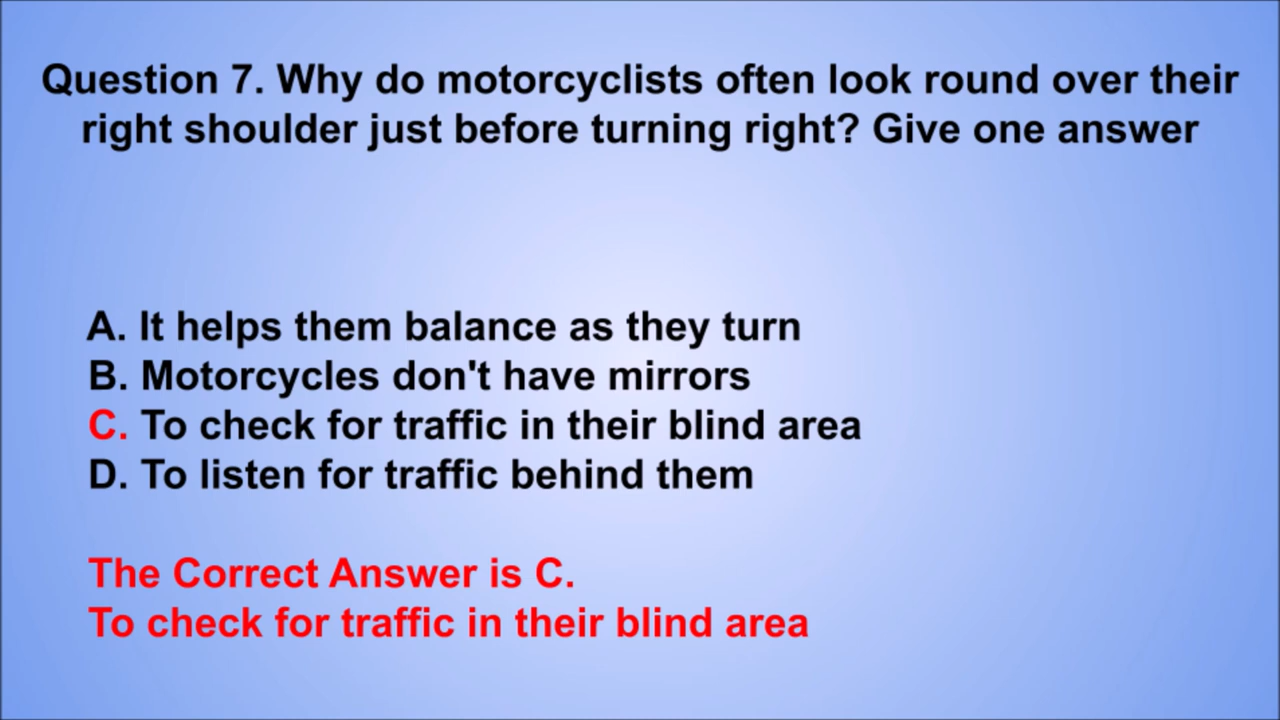 Question 7. Why do motorcyclists often look round over their
right shoulder just before turning right? Give one answer
A. It helps them balance as they turn
B. Motorcycles don't have mirrors
C. To check for traffic in their blind area
D. To listen for traffic behind them
The Correct Answer is C.
To check for traffic in their blind area